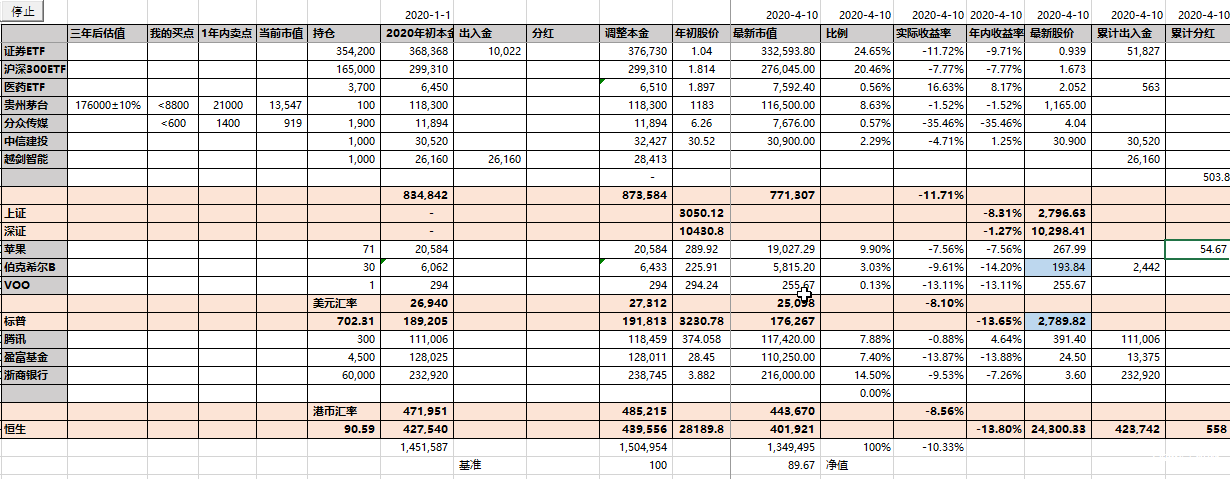 停止
2020-1-1 2020-4-10 2020-4-10 2020-4-10 2020-4-10 2020-4-10 2020-4-10 2020-4-10
三年后估值 我的买点 1年内卖点 当前市值 持仓 2020年初本金 出入金 分红 调整本金 年初股价 最新市值 比例 实际收益率 年内收益率 最新股价 累计出入金 累计分红
证券ETF 354,200 368,368 10,022 376,730 1.04 332,593.80 24.65% -11.72% -9.71% 0.939 51,827
沪深300ETF 165,000 299,310 299,310 1.814 276,045.00 20.46% -7.77% -7.77% 1.673
医药ETF 3,700 6,450 6,510 1.897 7,592.40 0.56% 16.63% 8.17% 2.052 563
贵州茅台 176000±10% <8800 21000 13,547 100 118,300 118,300 1183 116,500.00 8.63% -1.52% -1.52% 1,165.00
分众传媒 <600 1400 919 1,900 11,894 11,894 6.26 7,676.00 0.57% -35.46% -35.46% 4.04
中信建投 1,000 30,520 32,427 30.52 30,900.00 2.29% -4.71% 1.25% 30.900 30,520
越剑智能 1,000 26,160 26,160 28,413 26,160
- 503.8
834,842 873,584 771,307 -11.71%
上证 - 3050.12 -8.31% 2,796.63
深证 - 10430.8 -1.27% 10,298.41
苹果 71 20,584 20,584 289.92 19,027.29 9.90% -7.56% -7.56% 267.99 54.67
伯克希尔B 30 6,062 6,433 225.91 5,815.20 3.03% -9.61% -14.20% 193.84 2,442
VOO 1 294 294 294.24 255.67 0.13% -13.11% -13.11% 255.67
美元汇率 26,940 27,312 25,098 -8.10%
标普 702.31 189,205 191,813 3230.78 176,267 -13.65% 2,789.82
腾讯 300 111,006 118,459 374.058 117,420.00 7.88% -0.88% 4.64% 391.40 111,006
盈富基金 4,500 128,025 128,011 28.45 110,250.00 7.40% -13.87% -13.88% 24.50 13,375
浙商银行 60,000 232,920 238,745 3.882 216,000.00 14.50% -9.53% -7.26% 3.60 232,920
0.00%
港币汇率 471,951 485,215 443,670 -8.56%
恒生 90.59 427,540 439,556 28189.8 401,921 -13.80% 24,300.33 423,742 558
1,451,587 1,504,954 1,349,495 100% -10.33%
基准 100 89.67 净值